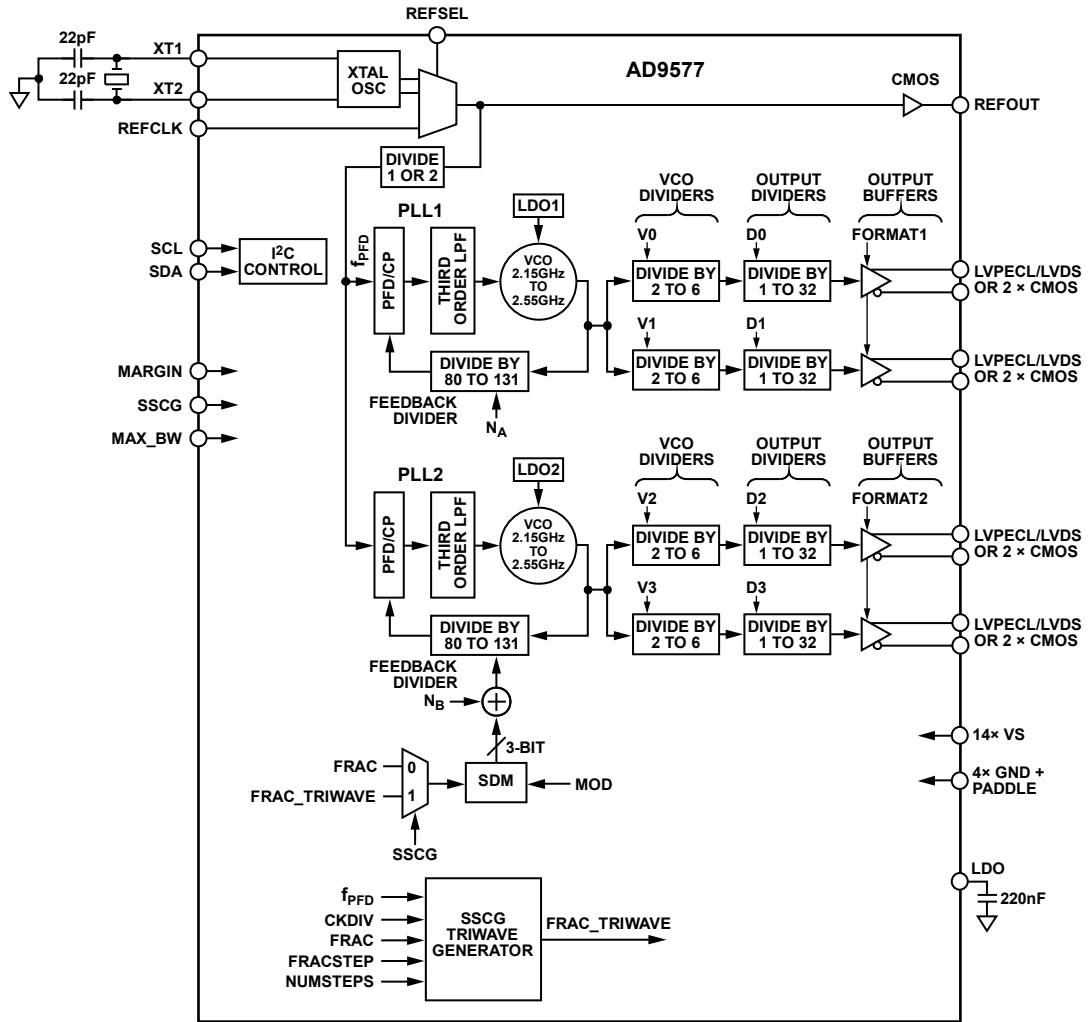 REFSEL
22pF
XT1
22pF
XT2
REFCLK
XTAL
OSC
AD9577
CMOS
REFOUT
DIVIDE
1 OR 2
PLL1
fPFD
PFD/CP
THIRD
ORDER LPF
LDO1
VCO
2.15GHz
TO
2.55GHz
VCO
DIVIDERS
OUTPUT
DIVIDERS
OUTPUT
BUFFERS
V0
D0
FORMAT1
DIVIDE BY
2 TO 6
DIVIDE BY
1 TO 32
LVPECL/LVDS
OR 2 × CMOS
V1
D1
DIVIDE BY
2 TO 6
DIVIDE BY
1 TO 32
LVPECL/LVDS
OR 2 × CMOS
SCL
SDA
I2C
CONTROL
DIVIDE BY
80 TO 131
FEEDBACK
DIVIDER
NA
MARGIN
SSCG
MAX_BW
PLL2
PFD/CP
THIRD
ORDER LPF
LDO2
VCO
2.15GHz
TO
2.55GHz
VCO
DIVIDERS
OUTPUT
DIVIDERS
OUTPUT
BUFFERS
V2
D2
FORMAT2
DIVIDE BY
2 TO 6
DIVIDE BY
1 TO 32
LVPECL/LVDS
OR 2 × CMOS
V3
D3
DIVIDE BY
2 TO 6
DIVIDE BY
1 TO 32
LVPECL/LVDS
OR 2 × CMOS
DIVIDE BY
80 TO 131
FEEDBACK
DIVIDER
NB
3-BIT
FRAC
0
FRAC_TRIWAVE
1
SDM
MOD
SSCG
14× VS
4× GND +
PADDLE
LDO
220nF
fPFD
CKDIV
FRAC
FRACSTEP
NUMSTEPS
SSCG
TRIWAVE
GENERATOR
FRAC_TRIWAVE